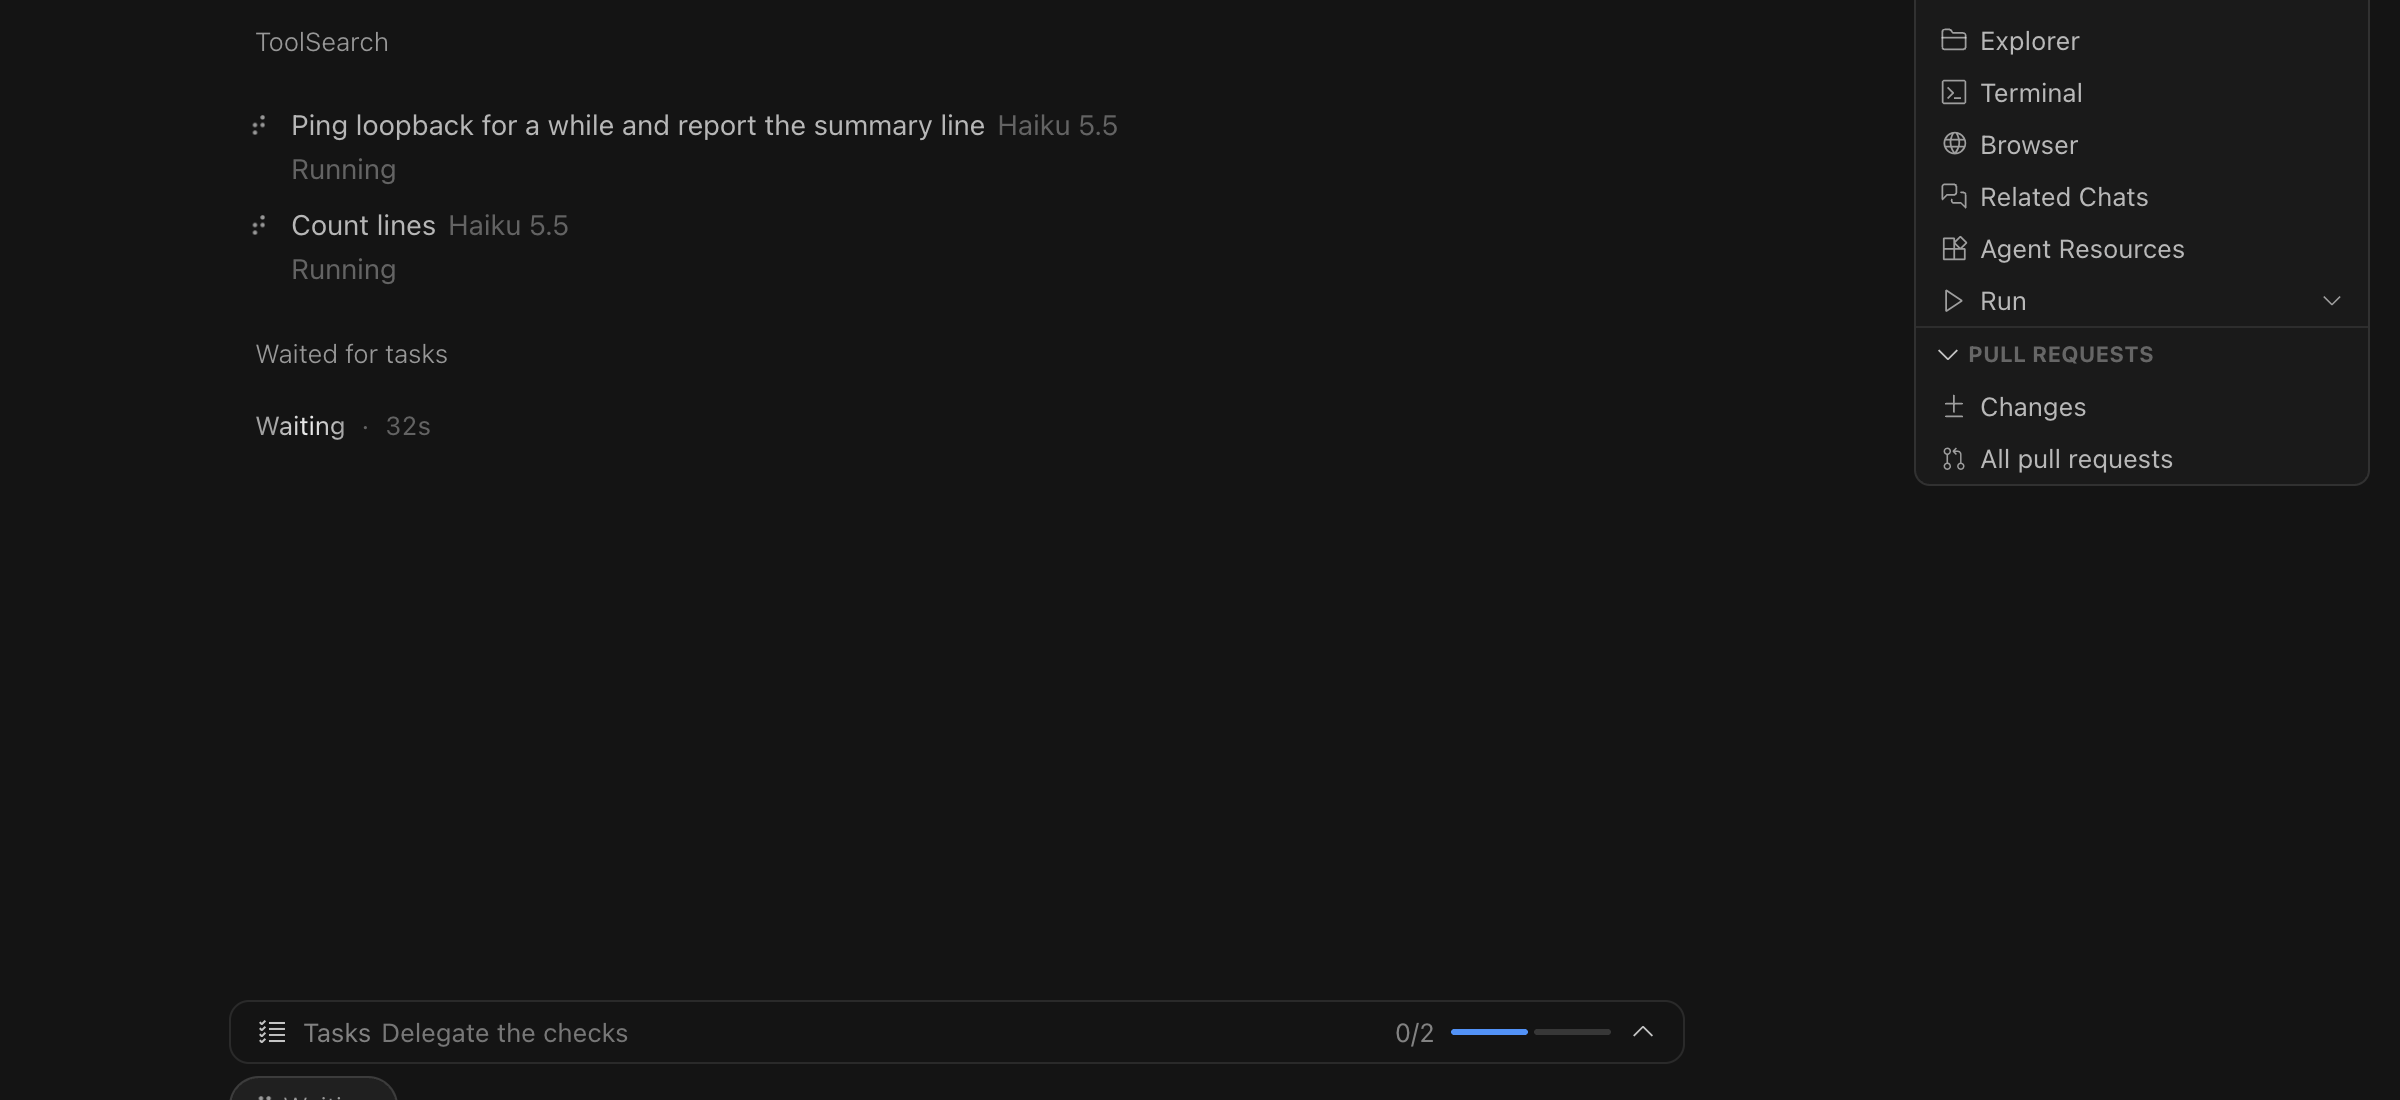 ToolSearch
Ping loopback for a while and report the summary line Haiku 5.5
Running
Count lines Haiku 5.5
Running
Waited for tasks
Waiting · 32s
Explorer
Terminal
Browser
Related Chats
Agent Resources
Run
PULL REQUESTS
Changes
All pull requests
Tasks Delegate the checks 0/2